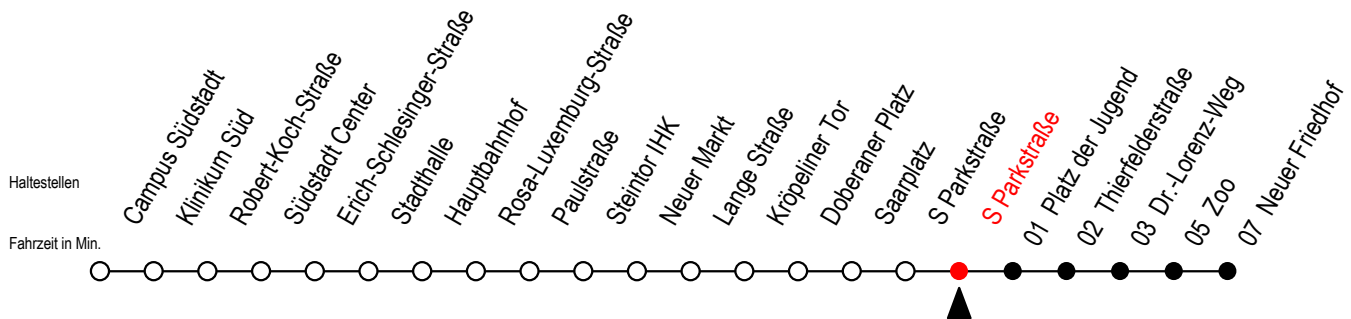 Haltestellen
Fahrzeit in Min.
Campus Südstadt
Klinikum Süd
Robert-Koch-Straße
Südstadt Center
Erich-Schlesinger-Straße
Stadthalle
Hauptbahnhof
Rosa-Luxemburg-Straße
Paulstraße
Steintor IHK
Neuer Markt
Lange Straße
Kröpeliner Tor
Doberaner Platz
Saarplatz
S Parkstraße
S Parkstraße
01 Platz der Jugend
02 Thierfelderstraße
03 Dr.-Lorenz-Weg
05 Zoo
07 Neuer Friedhof